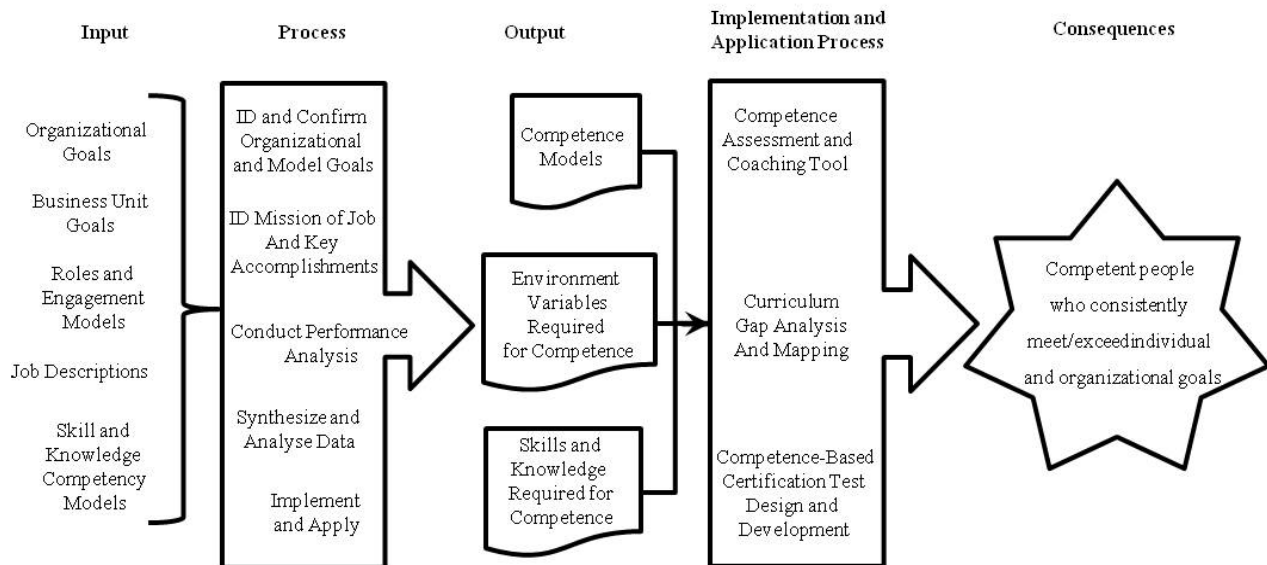 Input
Process
Output
Implementation and
Application Process
Consequences
Organizational
Goals
Business Unit
Goals
Roles and
Engagement
Models
Job Descriptions
Skill and
Knowledge
Competency
Models
ID and Confirm
Organizational
and Model Goals
ID Mission of Job
And Key
Accomplishments
Conduct Performance
Analysis
Synthesize and
Analyse Data
Implement
and Apply
Competence
Models
Environment
Variables
Required
for Competence
Skills and
Knowledge
Required for
Competence
Competence
Assessment and
Coaching Tool
Curriculum
Gap Analysis
And Mapping
Competence-Based
Certification Test
Design and
Development
Competent people
who consistently
meet/exceedindividual
and organizational goals